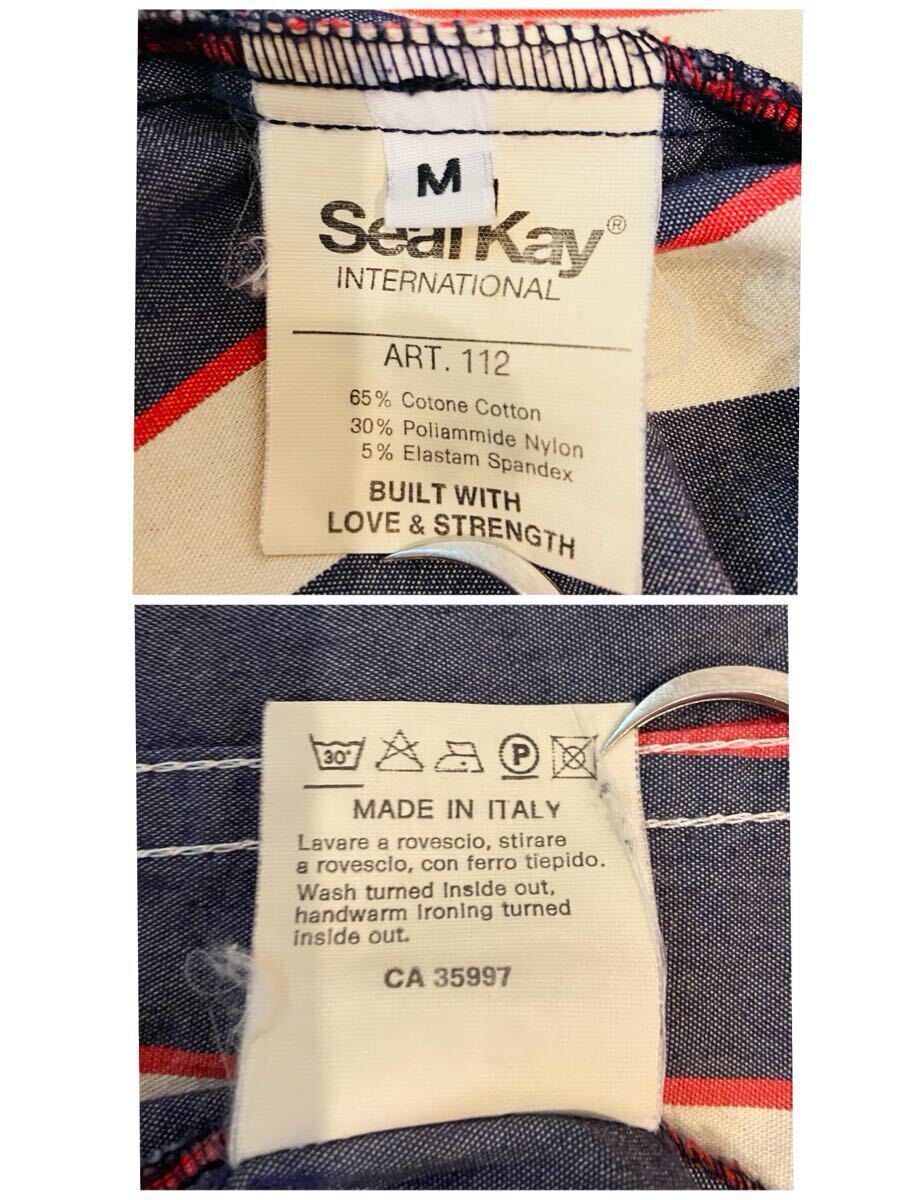 M
Kay®
INTERNATIONAL
ART. 112
65% Cotone Cotton
30% Poliammide Nylon
5% Elastam Spandex
BUILT WITH
LOVE & STRENGTH
30° P
MADE IN ITALY
Lavare a rovescio, stirare
a rovescio, con ferro tiepido.
Wash turned inside out,
handwarm ironing turned
inside out.
CA 35997